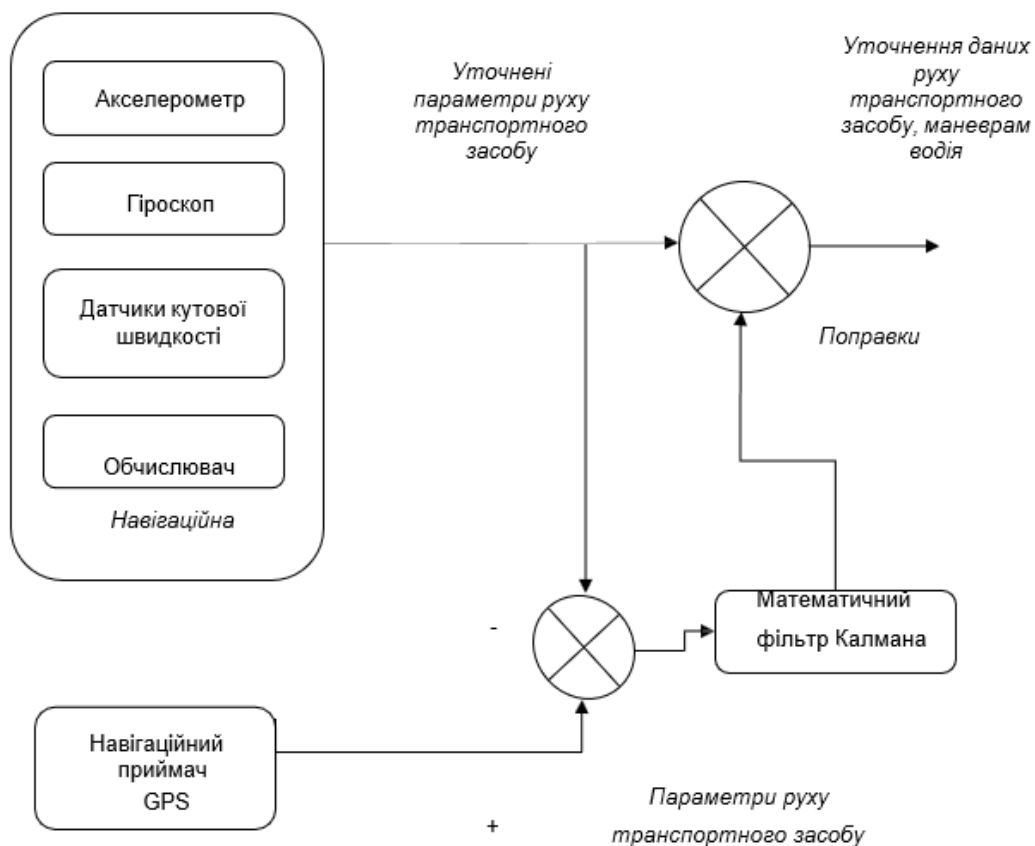 Акселерометр
Гіроскоп
Датчики кутової
швидкості
Обчислювач
Навігаційна
Уточнені
параметри руху
транспортного
засобу
Уточнення даних
руху
транспортного
засобу, маневрам
водія
Поправки
Математичний
фільтр Калмана
-
Навігаційний
приймач
GPS
+
Параметри руху
транспортного засобу